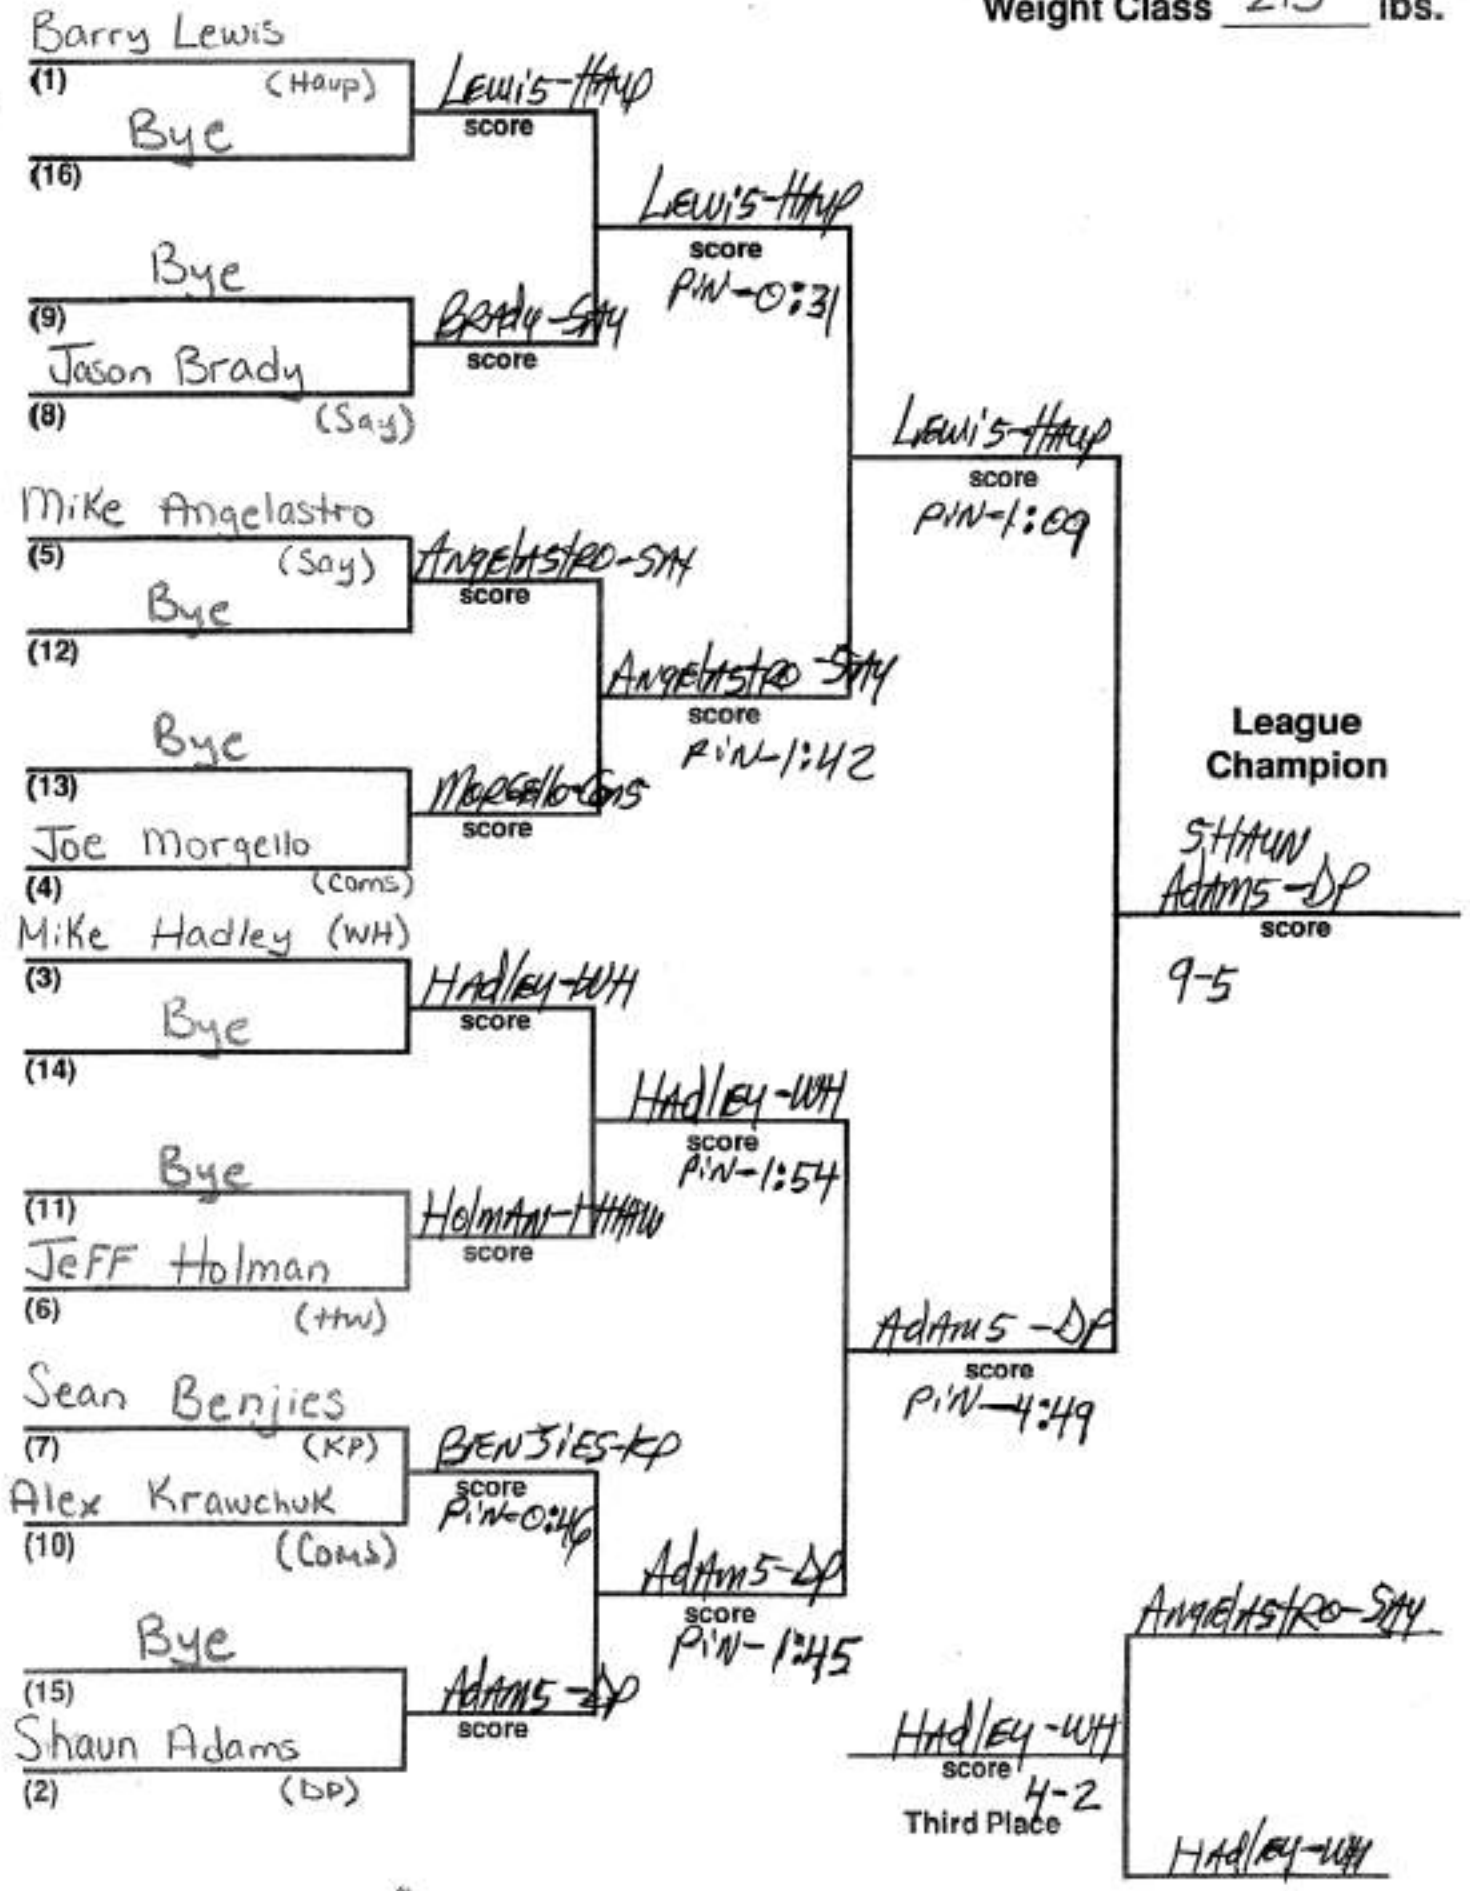 Weight Class 215 lbs.
Barry Lewis
(1) (Haup)
Bye
(16)
Lewis-Haup
score
Bye
(9)
Jason Brady
(8) (Say)
Brady-Say
score
Lewis-Haup
score
Pin-0:31
Mike Angelastro
(5) (Say)
Bye
(12)
Angelastro-Say
score
Bye
(13)
Joe Morgello
(4) (Coms)
Morgello-Coms
score
Angelastro-Say
score
Pin-1:42
Lewis-Haup
score
Pin-1:09
Mike Hadley (WH)
(3)
Bye
(14)
Hadley-WH
score
Bye
(11)
Jeff Holman
(6) (HW)
score
Hadley-WH
score
Pin-1:54
Sean Benjies
(7) (KP)
Alex Krawchuk
(10) (Coms)
Benjies-KP
score
Pin-0:46
Bye
(15)
Shaun Adams
(2) (DP)
Adams-DP
score
Adams-DP
score
Pin-1:45
Adams-DP
score
Pin-4:49
League
Champion
Shaun
Adams-DP
score
9-5
Angelastro-Say
Hadley-WH
Hadley-WH
score
4-2
Third Place